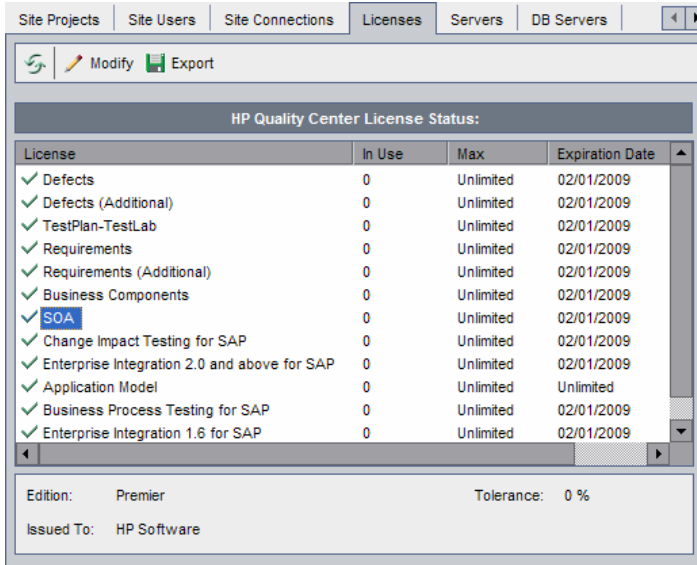 Site Projects Site Users Site Connections Licenses Servers DB Servers
Modify Export
HP Quality Center License Status:
License In Use Max Expiration Date
Defects 0 Unlimited 02/01/2009
Defects (Additional) 0 Unlimited 02/01/2009
TestPlan-TestLab 0 Unlimited 02/01/2009
Requirements 0 Unlimited 02/01/2009
Requirements (Additional) 0 Unlimited 02/01/2009
Business Components 0 Unlimited 02/01/2009
SOA 0 Unlimited 02/01/2009
Change Impact Testing for SAP 0 Unlimited 02/01/2009
Enterprise Integration 2.0 and above for SAP 0 Unlimited 02/01/2009
Application Model 0 Unlimited Unlimited
Business Process Testing for SAP 0 Unlimited 02/01/2009
Enterprise Integration 1.6 for SAP 0 Unlimited 02/01/2009
Edition: Premier Tolerance: 0 %
Issued To: HP Software